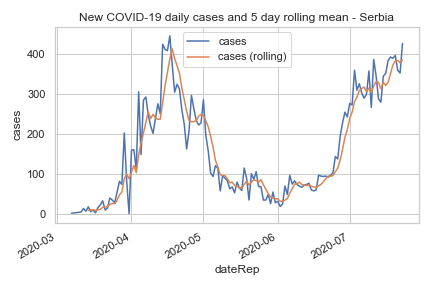 New COVID-19 daily cases and 5 day rolling mean - Serbia
cases
cases (rolling)
400
300
200
100
0
cases
2020-03
2020-04
2020-05
2020-06
2020-07
dateRep